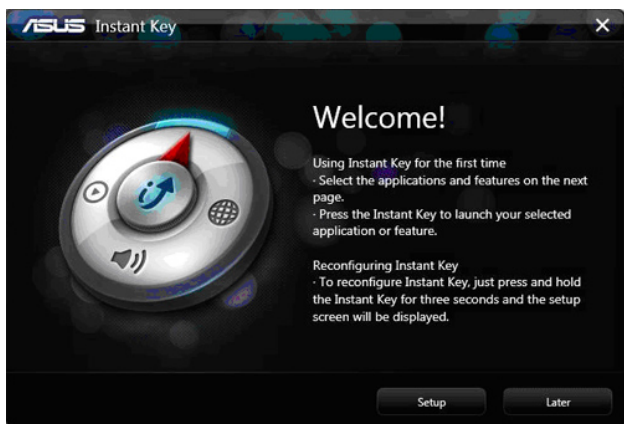 ASUS Instant Key
Welcome!
Using Instant Key for the first time
· Select the applications and features on the next
page.
· Press the Instant Key to launch your selected
application or feature.
Reconfiguring Instant Key
· To reconfigure Instant Key, just press and hold
the Instant Key for three seconds and the setup
screen will be displayed.
Setup Later